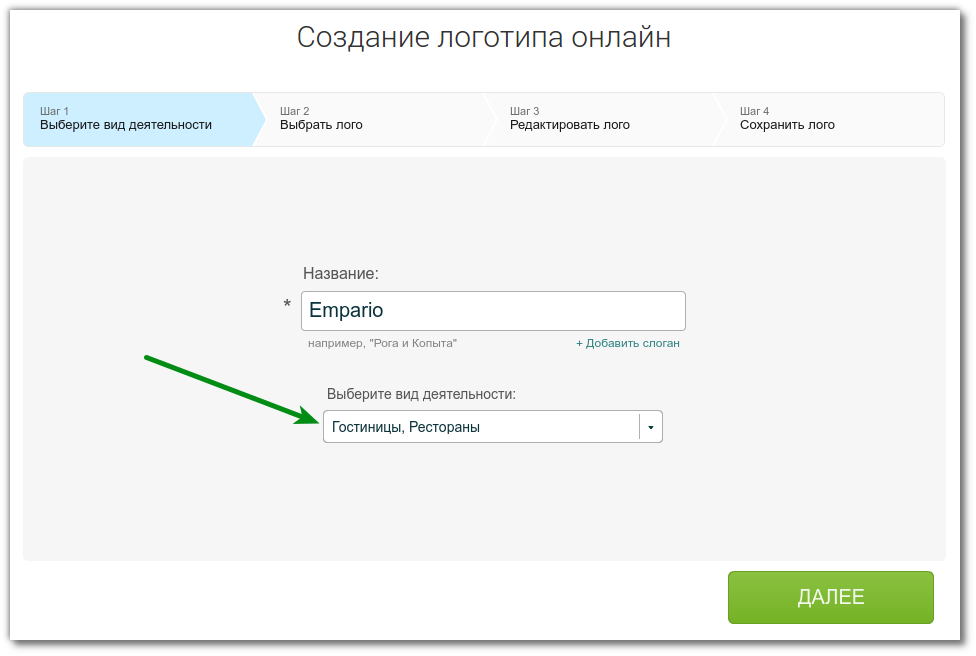 Создание логотипа онлайн
Шаг 1
Выберите вид деятельности
Шаг 2
Выбрать лого
Шаг 3
Редактировать лого
Шаг 4
Сохранить лого
Название:
* Empario
например, "Рога и Копыта"
+ Добавить слоган
Выберите вид деятельности:
Гостиницы, Рестораны
ДАЛЕЕ